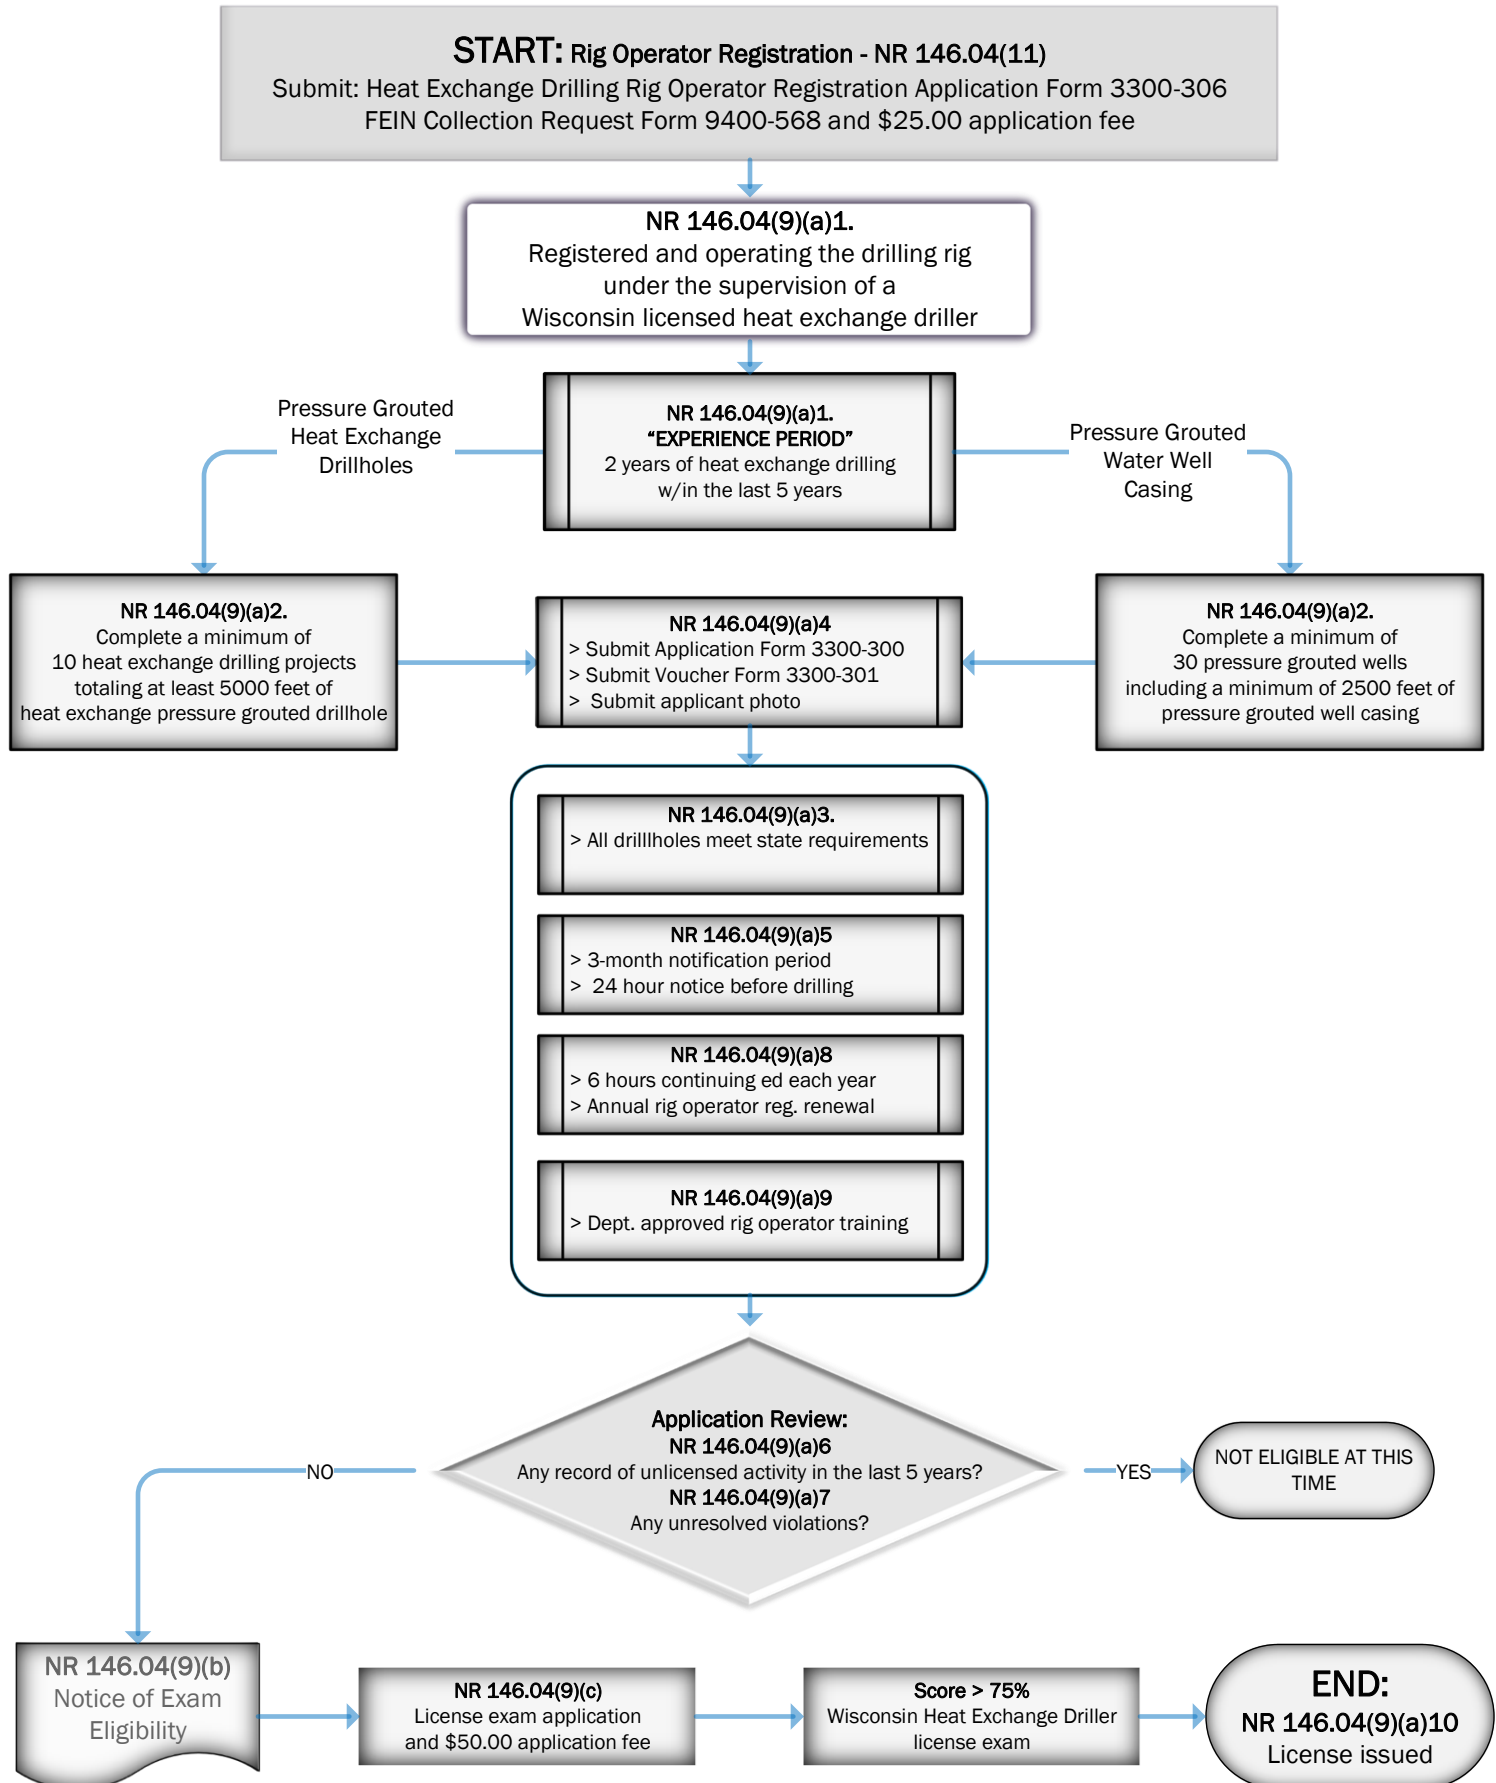 START: Rig Operator Registration - NR 146.04(11)
Submit: Heat Exchange Drilling Rig Operator Registration Application Form 3300-306
FEIN Collection Request Form 9400-568 and $25.00 application fee
NR 146.04(9)(a)1.
Registered and operating the drilling rig
under the supervision of a
Wisconsin licensed heat exchange driller
NR 146.04(9)(a)1.
“EXPERIENCE PERIOD”
2 years of heat exchange drilling
w/in the last 5 years
Pressure Grouted
Heat Exchange
Drillholes
Pressure Grouted
Water Well
Casing
NR 146.04(9)(a)2.
Complete a minimum of
10 heat exchange drilling projects
totaling at least 5000 feet of
heat exchange pressure grouted drillhole
NR 146.04(9)(a)4
> Submit Application Form 3300-300
> Submit Voucher Form 3300-301
> Submit applicant photo
NR 146.04(9)(a)2.
Complete a minimum of
30 pressure grouted wells
including a minimum of 2500 feet of
pressure grouted well casing
NR 146.04(9)(a)3.
> All drilllholes meet state requirements
NR 146.04(9)(a)5
> 3-month notification period
> 24 hour notice before drilling
NR 146.04(9)(a)8
> 6 hours continuing ed each year
> Annual rig operator reg. renewal
NR 146.04(9)(a)9
> Dept. approved rig operator training
Application Review:
NR 146.04(9)(a)6
Any record of unlicensed activity in the last 5 years?
NR 146.04(9)(a)7
Any unresolved violations?
NO
YES
NOT ELIGIBLE AT THIS
TIME
NR 146.04(9)(b)
Notice of Exam
Eligibility
NR 146.04(9)(c)
License exam application
and $50.00 application fee
Score > 75%
Wisconsin Heat Exchange Driller
license exam
END:
NR 146.04(9)(a)10
License issued